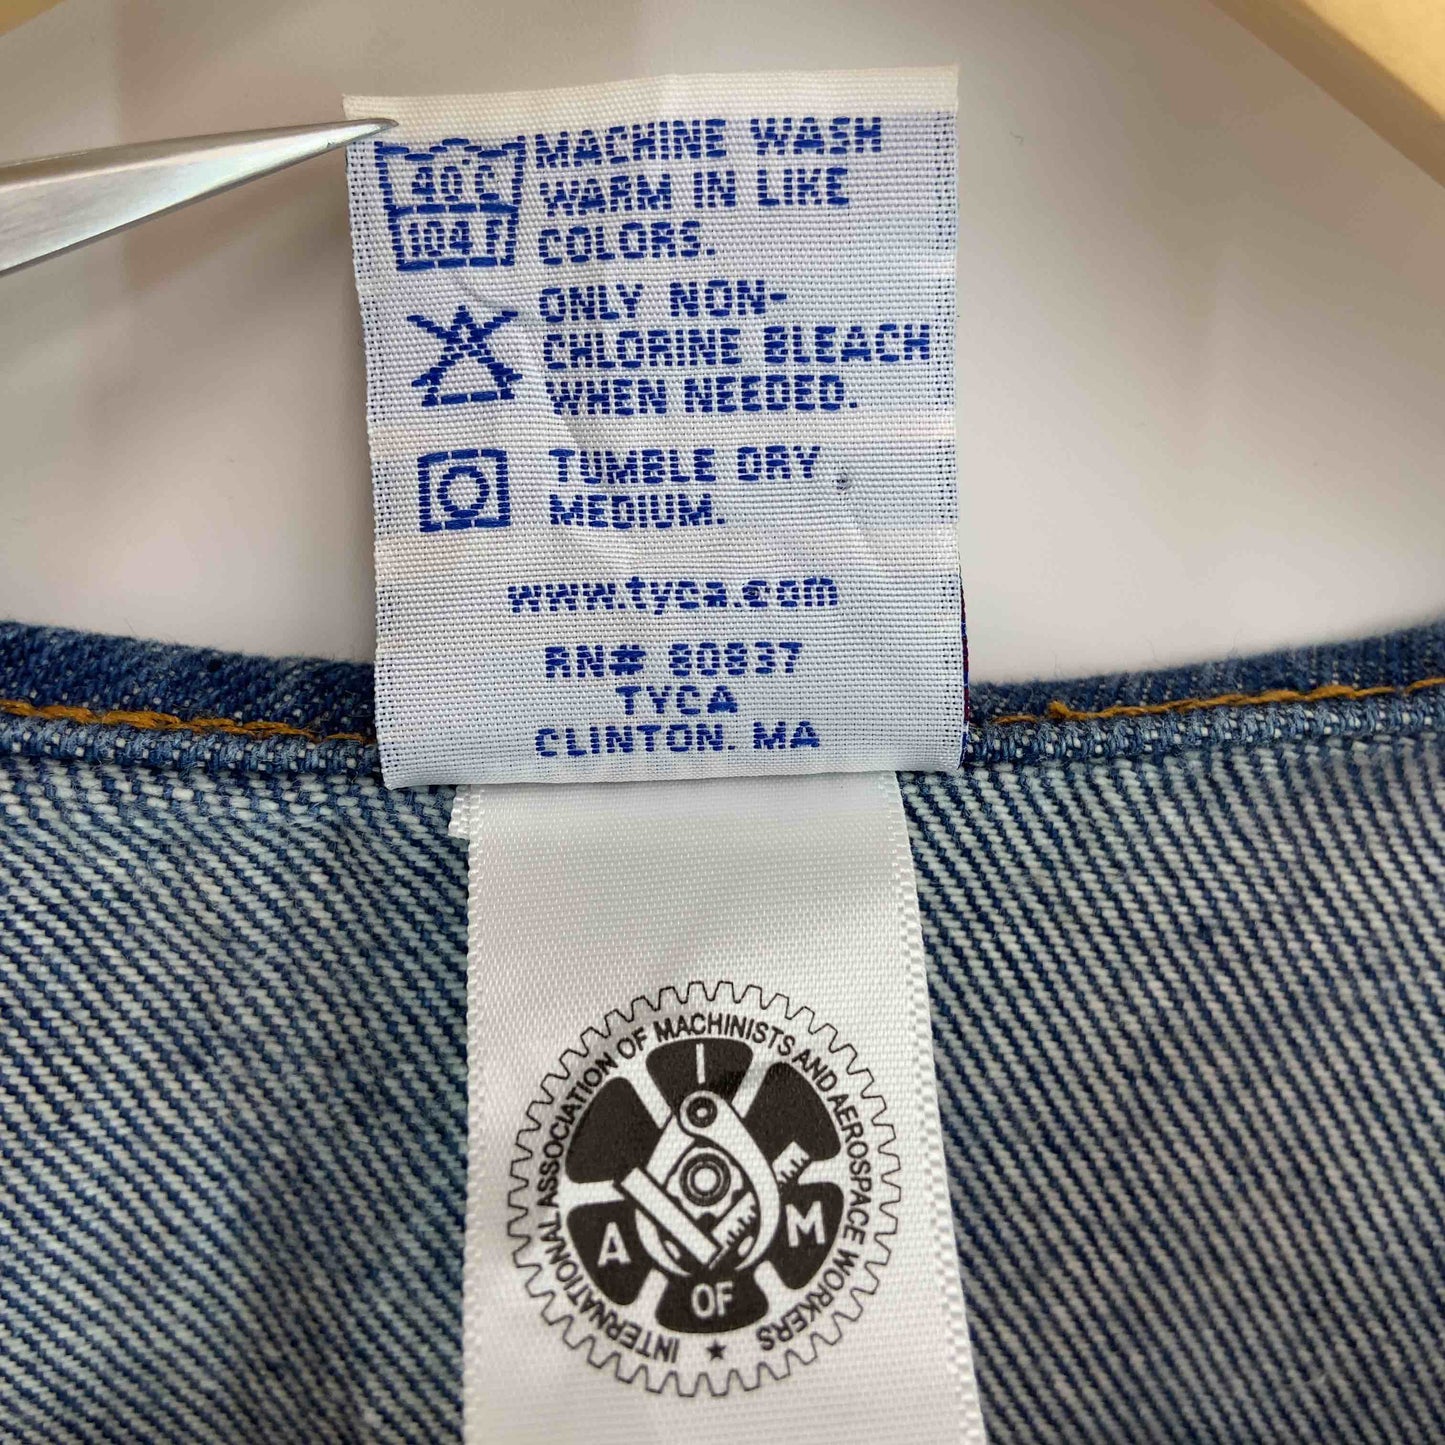 40°C
104°F
MACHINE WASH
WARM IN LIKE
COLORS.
ONLY NON-
CHLORINE BLEACH
WHEN NEEDED.
TUMBLE DRY
MEDIUM.
www.tyca.com
RN# 80837
TYCA
CLINTON. MA
INTERNATIONAL ASSOCIATION OF MACHINISTS AND AEROSPACE WORKERS
I A OF M